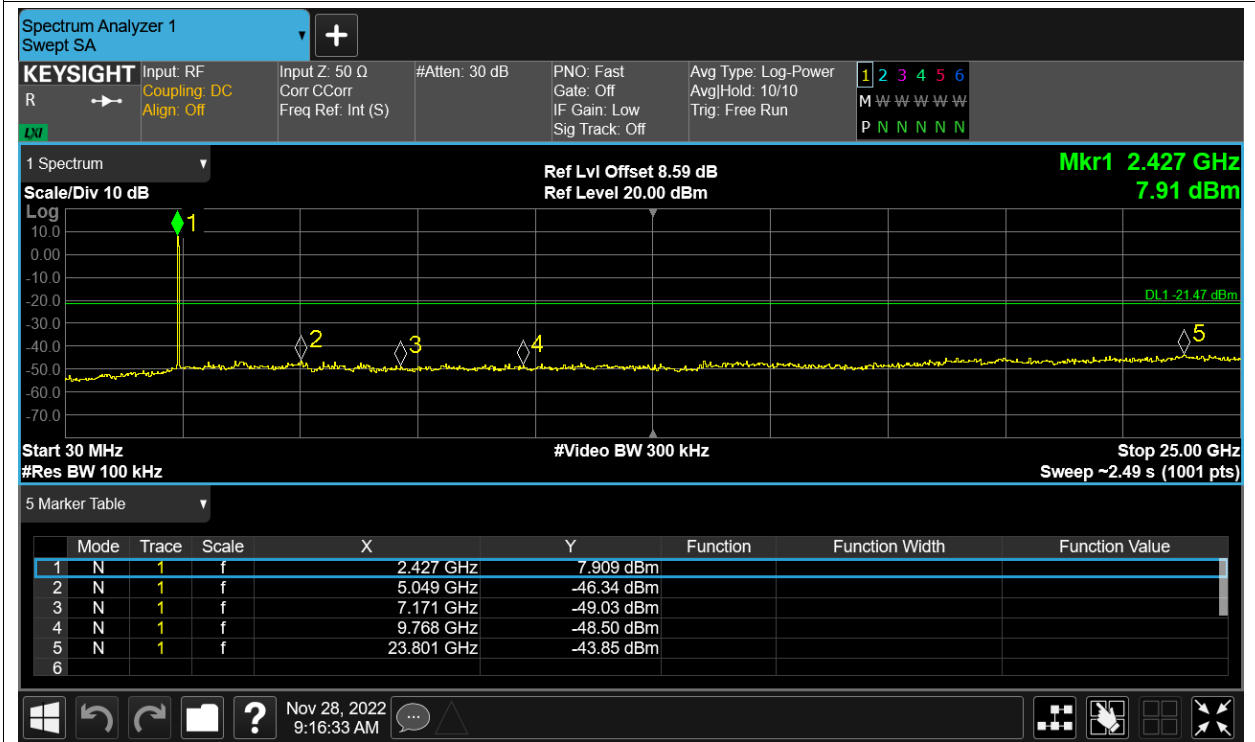 Spectrum Analyzer 1
Swept SA
+
KEYSIGHT
R
LXI
Input: RF
Coupling: DC
Align: Off
Input Z: 50 Ω
Corr CCorr
Freq Ref: Int (S)
#Atten: 30 dB
PNO: Fast
Gate: Off
IF Gain: Low
Sig Track: Off
Avg Type: Log-Power
Avg|Hold: 10/10
Trig: Free Run
1 2 3 4 5 6
M W W W W W
P N N N N N
1 Spectrum
Scale/Div 10 dB
Ref Lvl Offset 8.59 dB
Ref Level 20.00 dBm
Mkr1 2.427 GHz
7.91 dBm
Log
10.0
0.00
-10.0
-20.0
-30.0
-40.0
-50.0
-60.0
-70.0
1
2
3
4
5
DL1 -21.47 dBm
Start 30 MHz
#Res BW 100 kHz
#Video BW 300 kHz
Stop 25.00 GHz
Sweep ~2.49 s (1001 pts)
5 Marker Table
Mode Trace Scale X Y Function Function Width Function Value
1 N 1 f 2.427 GHz 7.909 dBm
2 N 1 f 5.049 GHz -46.34 dBm
3 N 1 f 7.171 GHz -49.03 dBm
4 N 1 f 9.768 GHz -48.50 dBm
5 N 1 f 23.801 GHz -43.85 dBm
6
?
Nov 28, 2022
9:16:33 AM